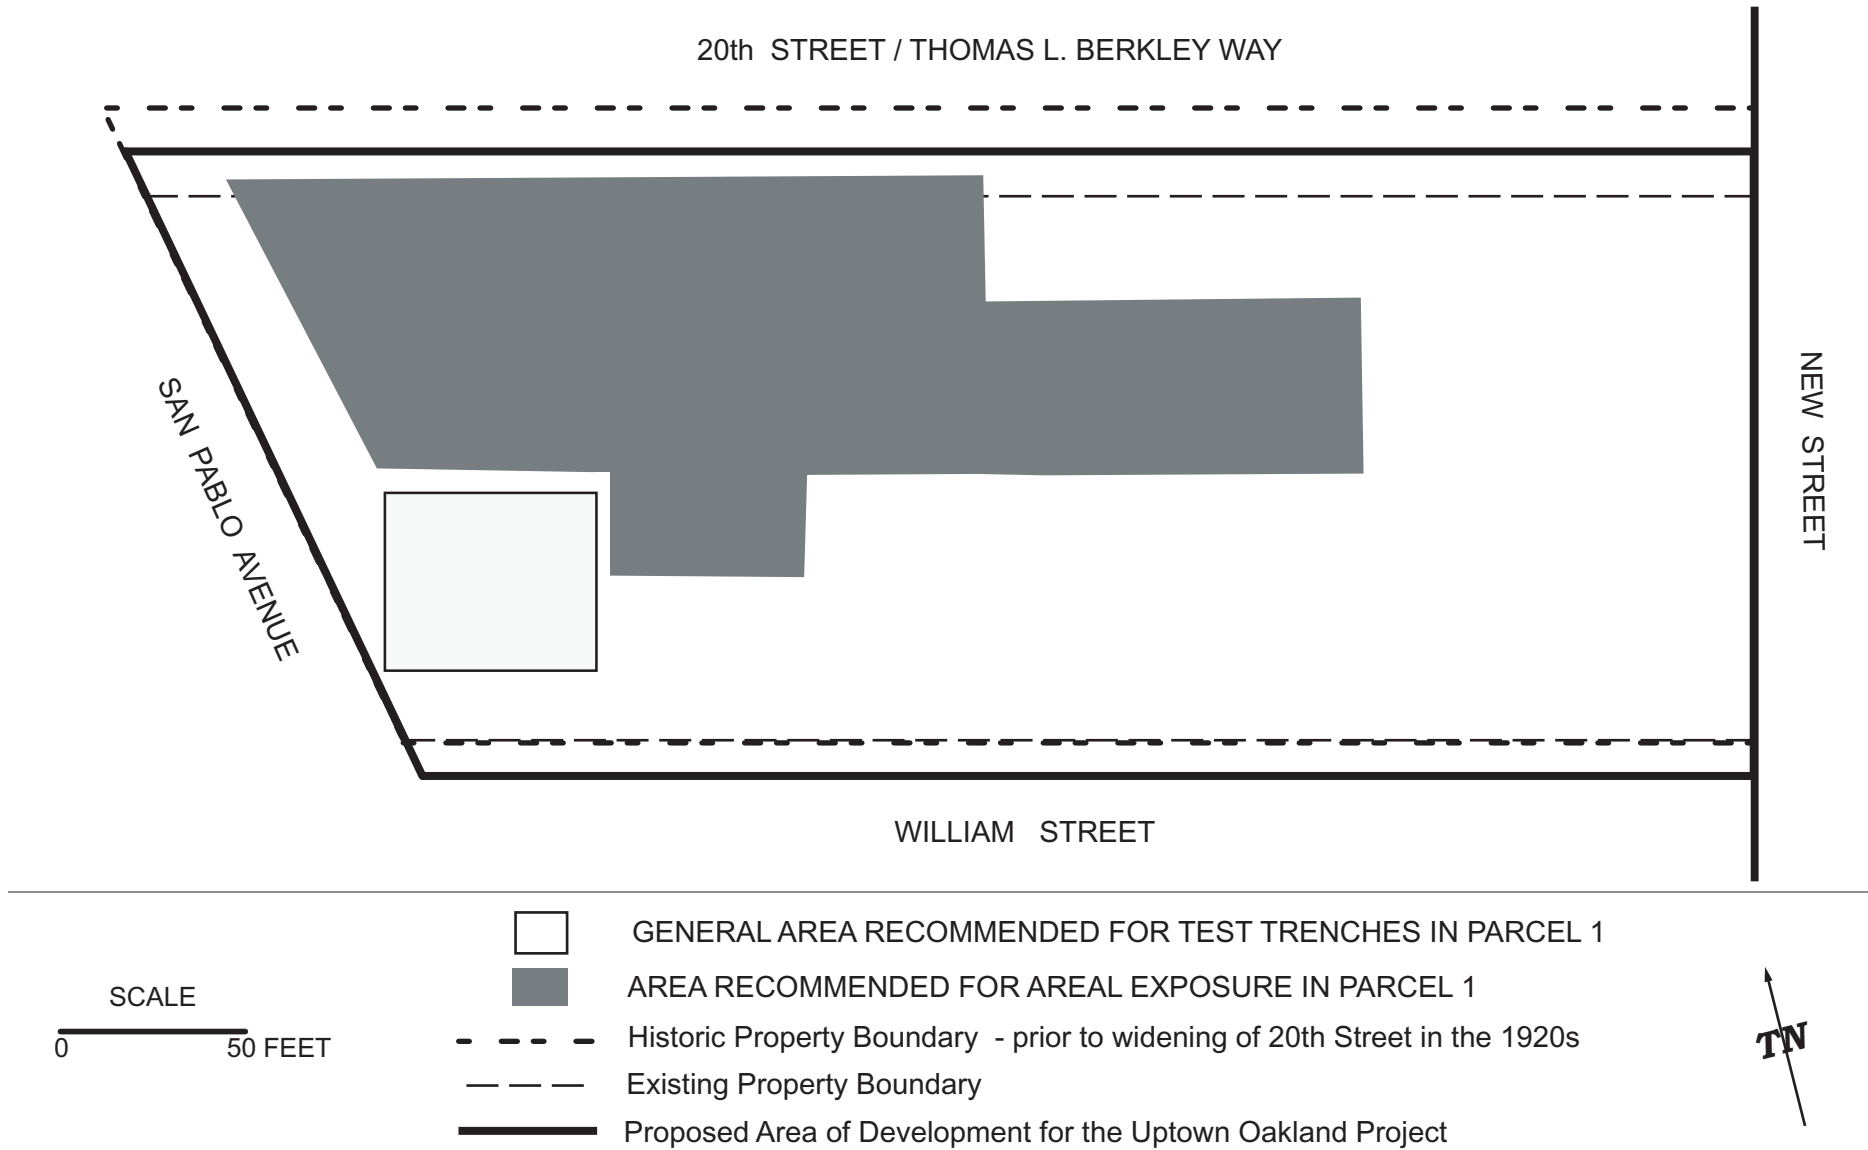 20th STREET / THOMAS L. BERKLEY WAY
SAN PABLO AVENUE
NEW STREET
WILLIAM STREET
GENERAL AREA RECOMMENDED FOR TEST TRENCHES IN PARCEL 1
AREA RECOMMENDED FOR AREAL EXPOSURE IN PARCEL 1
SCALE
0 50 FEET
Historic Property Boundary - prior to widening of 20th Street in the 1920s
Existing Property Boundary
Proposed Area of Development for the Uptown Oakland Project
TN